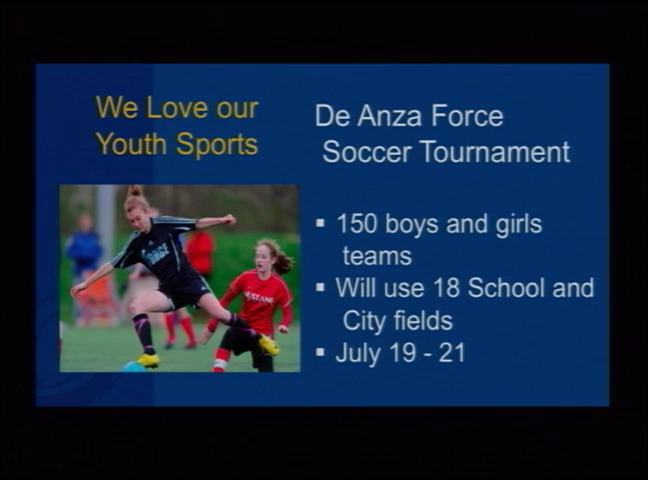 We Love our
Youth Sports
De Anza Force
Soccer Tournament
▪ 150 boys and girls
teams
▪ Will use 18 School and
City fields
▪ July 19 - 21